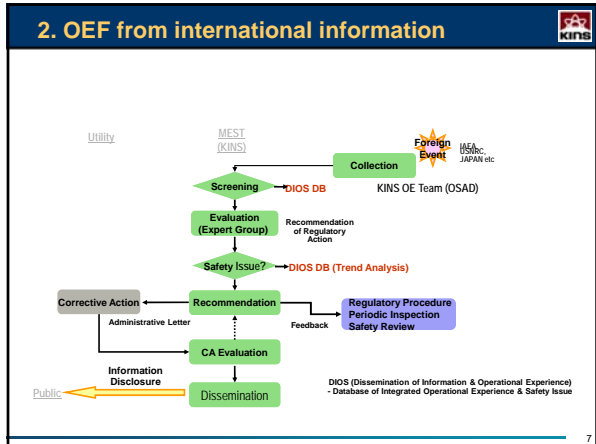 2. OEF from international information
KINS
Utility
MEST
(KINS)
Foreign
Event
IAEA,
USNRC,
JAPAN etc
Collection
KINS OE Team (OSAD)
Screening
DIOS DB
Evaluation
(Expert Group)
Recommendation
of Regulatory
Action
Safety Issue?
DIOS DB (Trend Analysis)
Corrective Action
Recommendation
Regulatory Procedure
Periodic Inspection
Safety Review
Administrative Letter
Feedback
CA Evaluation
Information
Disclosure
Public
Dissemination
DIOS (Dissemination of Information & Operational Experience)
- Database of Integrated Operational Experience & Safety Issue
7